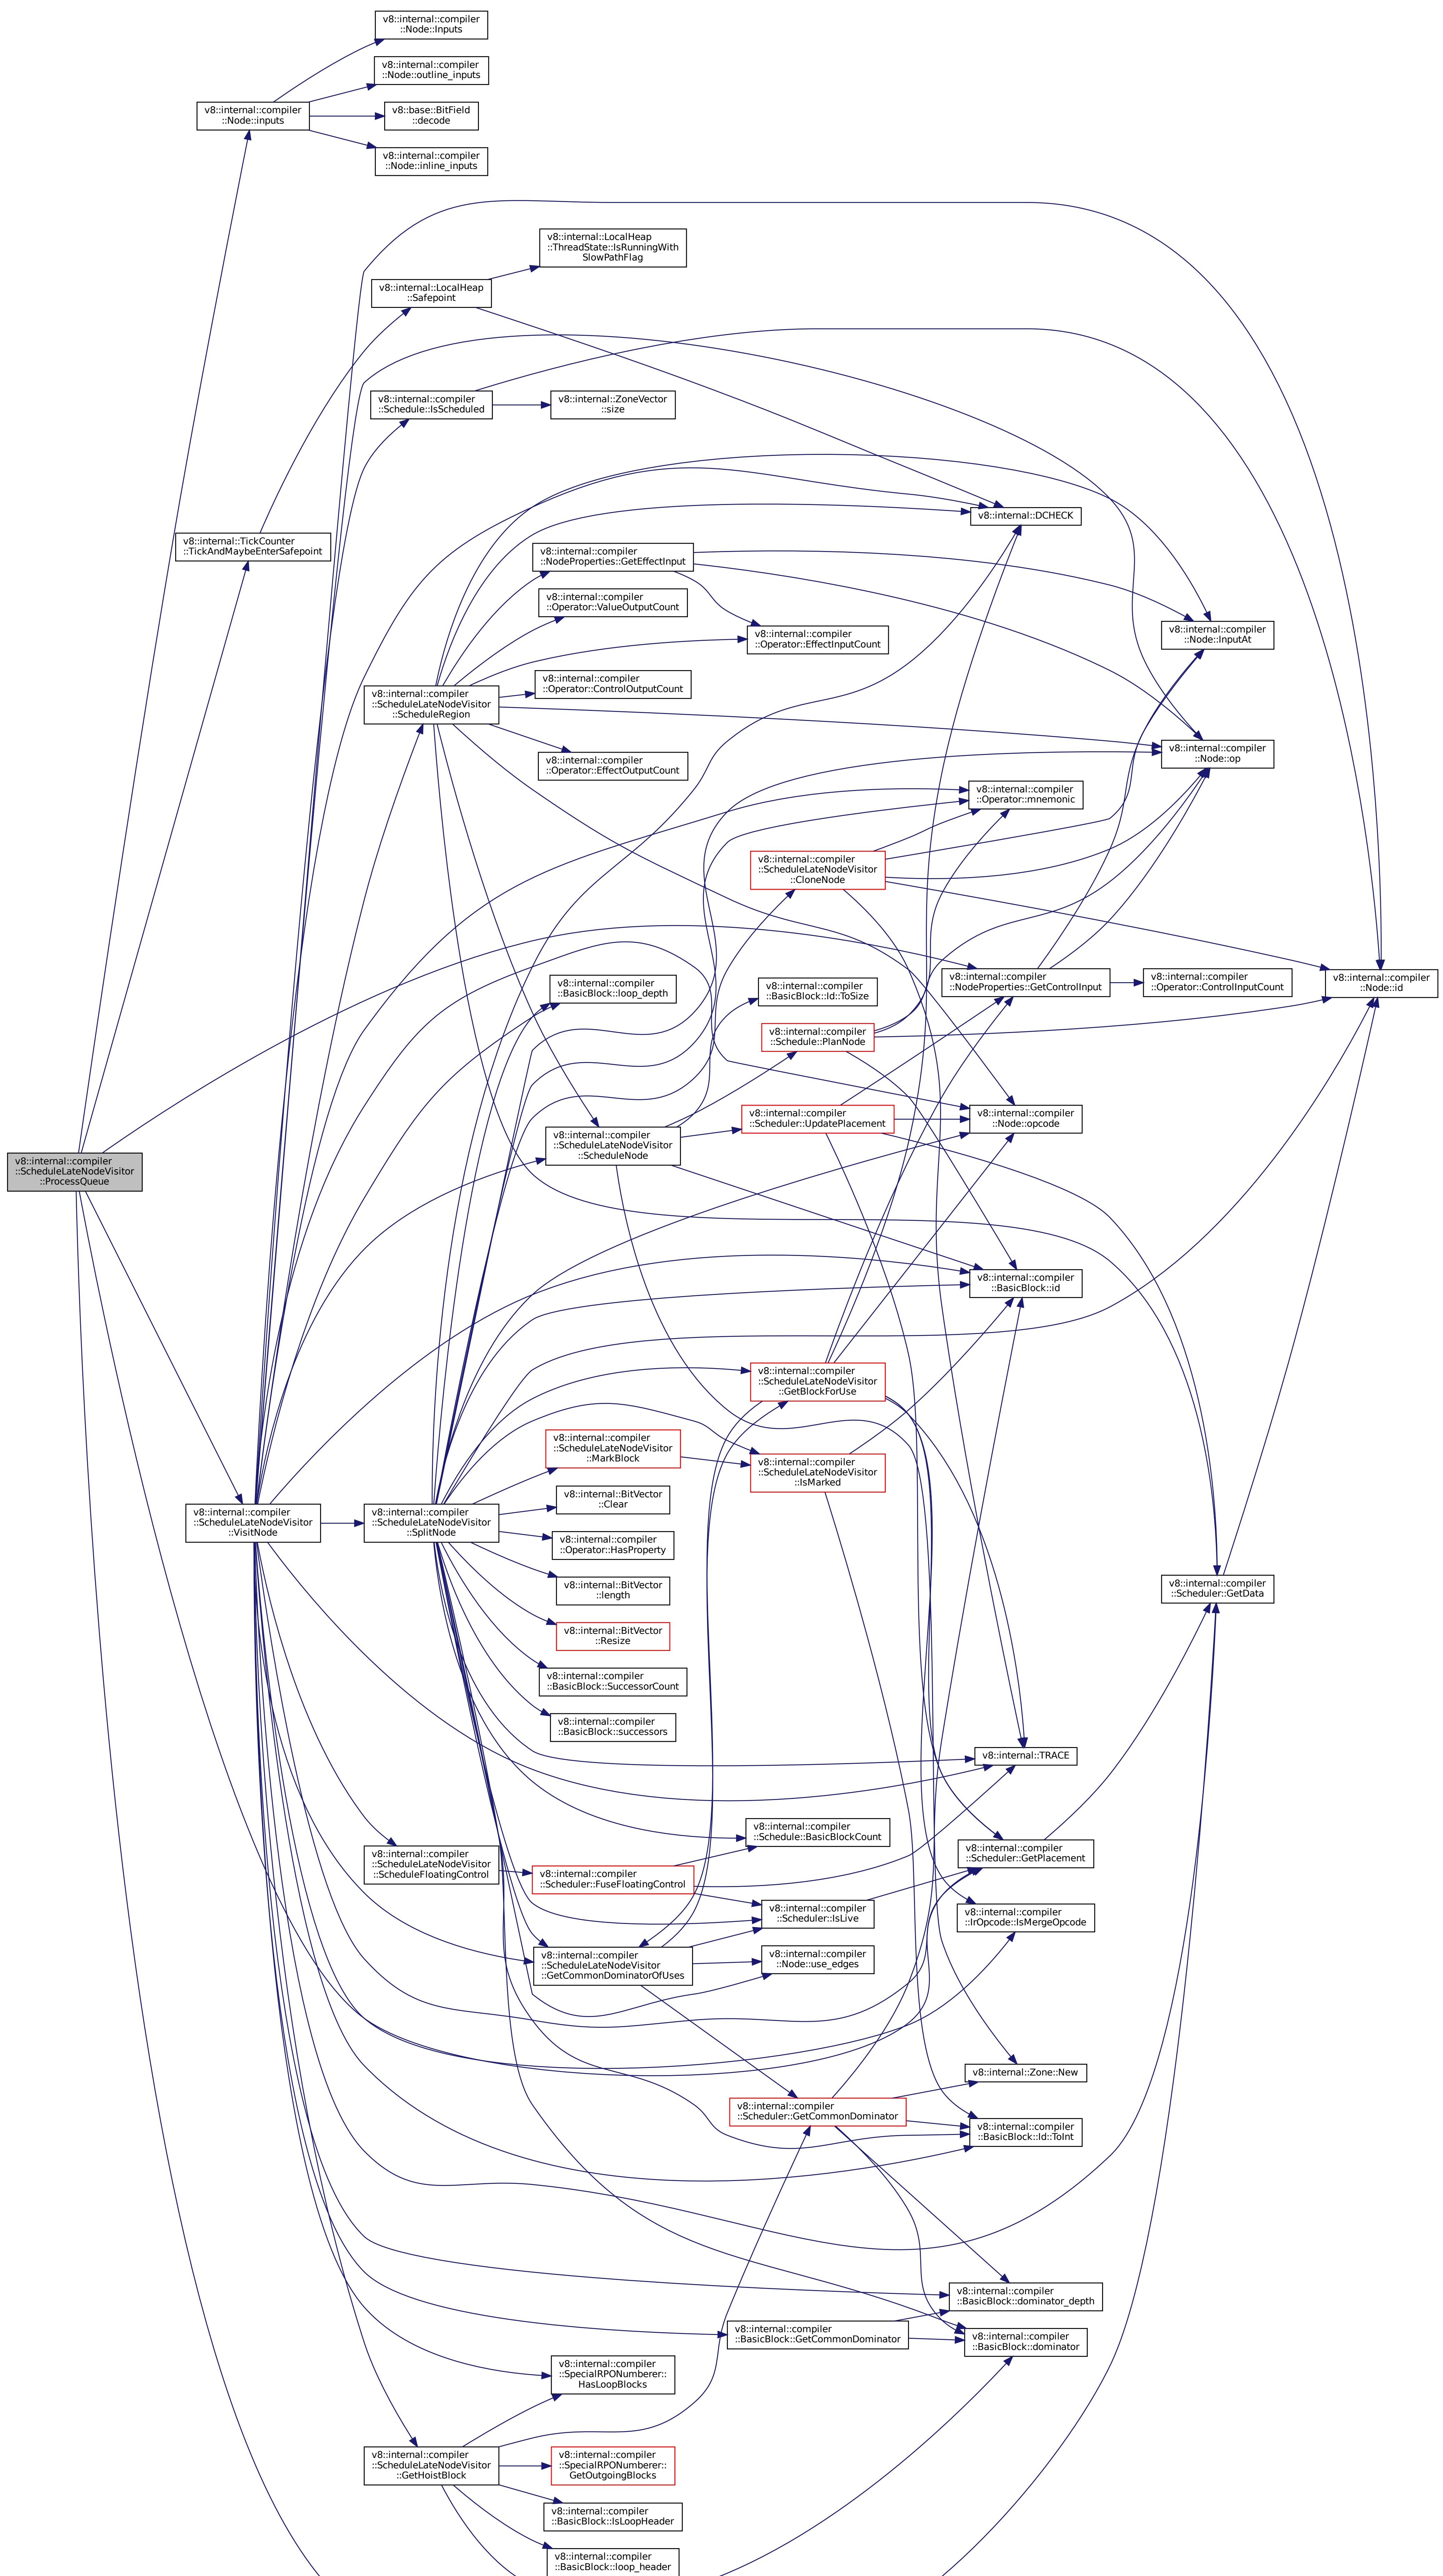 v8::internal::compiler
::Node::Inputs
v8::internal::compiler
::Node::outline_inputs
v8::internal::compiler
::Node::inputs
v8::base::BitField
::decode
v8::internal::compiler
::Node::inline_inputs
v8::internal::LocalHeap
::ThreadState::IsRunningWith
SlowPathFlag
v8::internal::LocalHeap
::Safepoint
v8::internal::compiler
::Schedule::IsScheduled
v8::internal::ZoneVector
::size
v8::internal::DCHECK
v8::internal::TickCounter
::TickAndMaybeEnterSafepoint
v8::internal::compiler
::NodeProperties::GetEffectInput
v8::internal::compiler
::Operator::ValueOutputCount
v8::internal::compiler
::Operator::EffectInputCount
v8::internal::compiler
::Node::InputAt
v8::internal::compiler
::Operator::ControlOutputCount
v8::internal::compiler
::ScheduleLateNodeVisitor
::ScheduleRegion
v8::internal::compiler
::Operator::EffectOutputCount
v8::internal::compiler
::Node::op
v8::internal::compiler
::Operator::mnemonic
v8::internal::compiler
::ScheduleLateNodeVisitor
::CloneNode
v8::internal::compiler
::BasicBlock::loop_depth
v8::internal::compiler
::BasicBlock::Id::ToSize
v8::internal::compiler
::NodeProperties::GetControlInput
v8::internal::compiler
::Operator::ControlInputCount
v8::internal::compiler
::Node::id
v8::internal::compiler
::Schedule::PlanNode
v8::internal::compiler
::Scheduler::UpdatePlacement
v8::internal::compiler
::Node::opcode
v8::internal::compiler
::ScheduleLateNodeVisitor
::ScheduleNode
v8::internal::compiler
::ScheduleLateNodeVisitor
::ProcessQueue
v8::internal::compiler
::BasicBlock::id
v8::internal::compiler
::ScheduleLateNodeVisitor
::GetBlockForUse
v8::internal::compiler
::ScheduleLateNodeVisitor
::MarkBlock
v8::internal::compiler
::ScheduleLateNodeVisitor
::IsMarked
v8::internal::BitVector
::Clear
v8::internal::compiler
::ScheduleLateNodeVisitor
::VisitNode
v8::internal::compiler
::ScheduleLateNodeVisitor
::SplitNode
v8::internal::compiler
::Operator::HasProperty
v8::internal::BitVector
::length
v8::internal::compiler
::Scheduler::GetData
v8::internal::BitVector
::Resize
v8::internal::compiler
::BasicBlock::SuccessorCount
v8::internal::compiler
::BasicBlock::successors
v8::internal::TRACE
v8::internal::compiler
::Schedule::BasicBlockCount
v8::internal::compiler
::Scheduler::GetPlacement
v8::internal::compiler
::ScheduleLateNodeVisitor
::ScheduleFloatingControl
v8::internal::compiler
::Scheduler::FuseFloatingControl
v8::internal::compiler
::Scheduler::IsLive
v8::internal::compiler
::IrOpcode::IsMergeOpcode
v8::internal::compiler
::ScheduleLateNodeVisitor
::GetCommonDominatorOfUses
v8::internal::compiler
::Node::use_edges
v8::internal::Zone::New
v8::internal::compiler
::Scheduler::GetCommonDominator
v8::internal::compiler
::BasicBlock::Id::ToInt
v8::internal::compiler
::BasicBlock::dominator_depth
v8::internal::compiler
::BasicBlock::GetCommonDominator
v8::internal::compiler
::BasicBlock::dominator
v8::internal::compiler
::SpecialRPONumberer::
HasLoopBlocks
v8::internal::compiler
::ScheduleLateNodeVisitor
::GetHoistBlock
v8::internal::compiler
::SpecialRPONumberer::
GetOutgoingBlocks
v8::internal::compiler
::BasicBlock::IsLoopHeader
v8::internal::compiler
::BasicBlock::loop_header